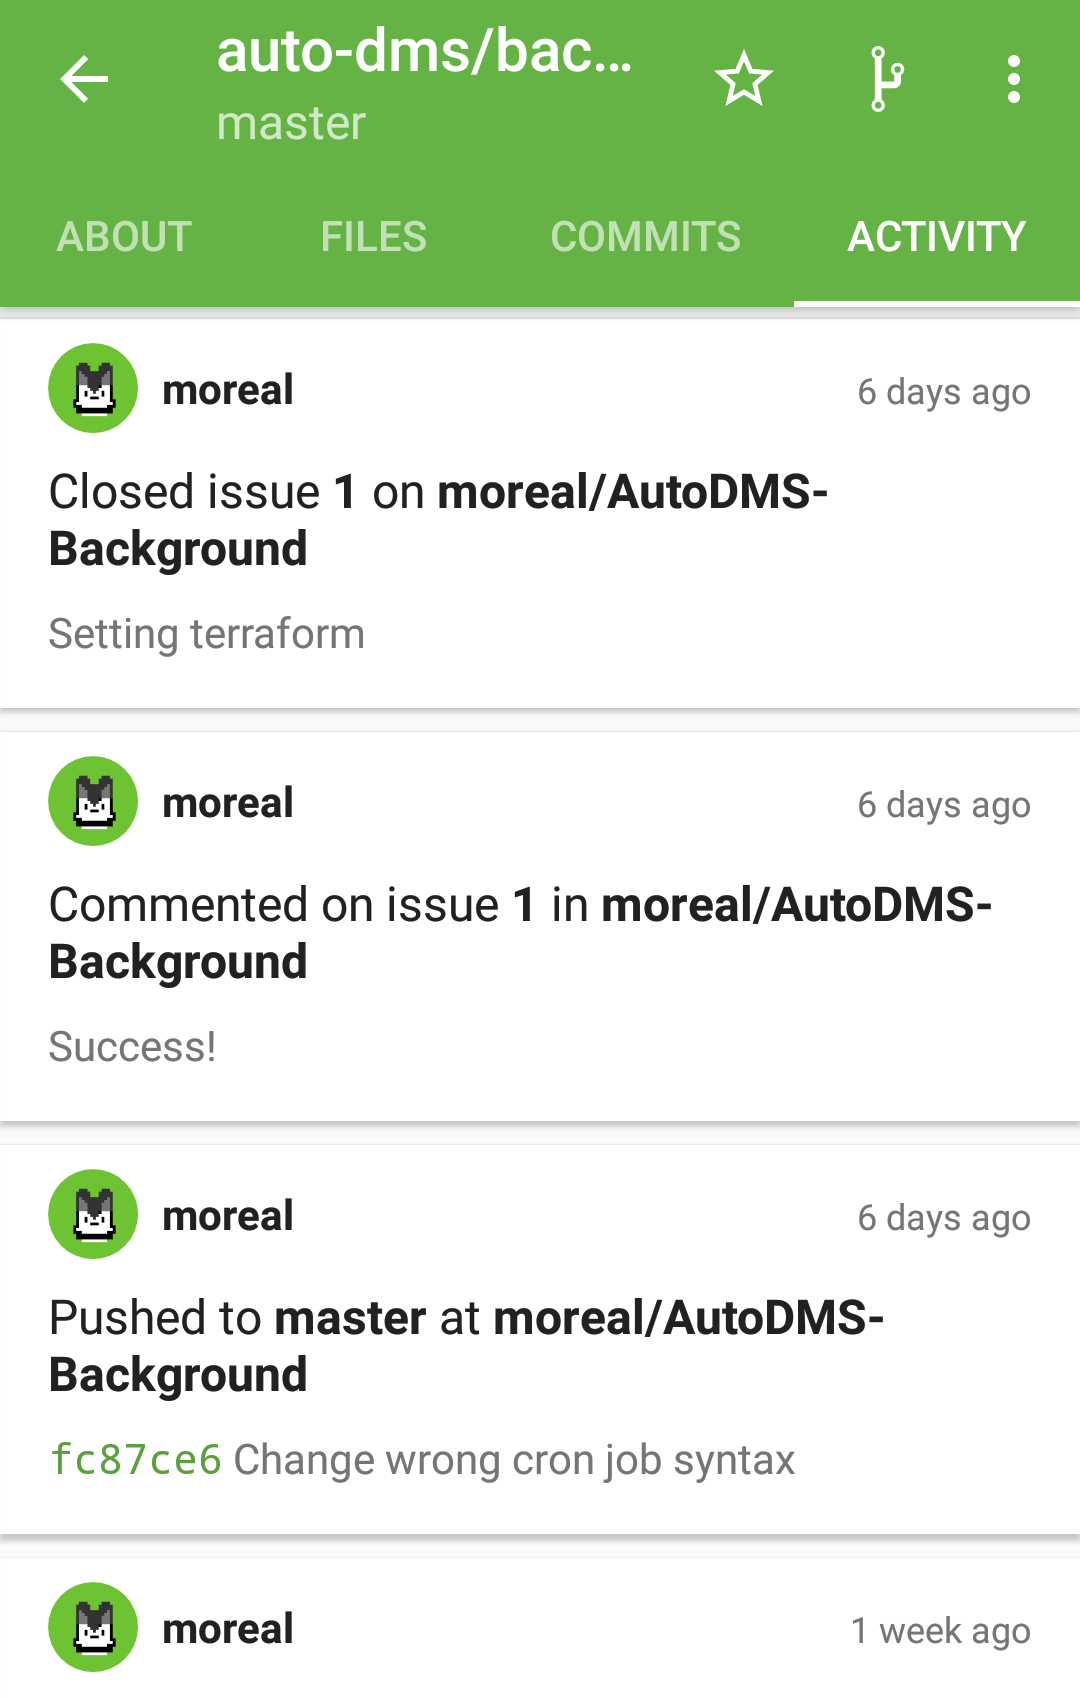 auto-dms/bac...
master
ABOUT FILES COMMITS ACTIVITY
moreal 6 days ago
Closed issue 1 on moreal/AutoDMS-
Background
Setting terraform
moreal 6 days ago
Commented on issue 1 in moreal/AutoDMS-
Background
Success!
moreal 6 days ago
Pushed to master at moreal/AutoDMS-
Background
fc87ce6 Change wrong cron job syntax
moreal 1 week ago